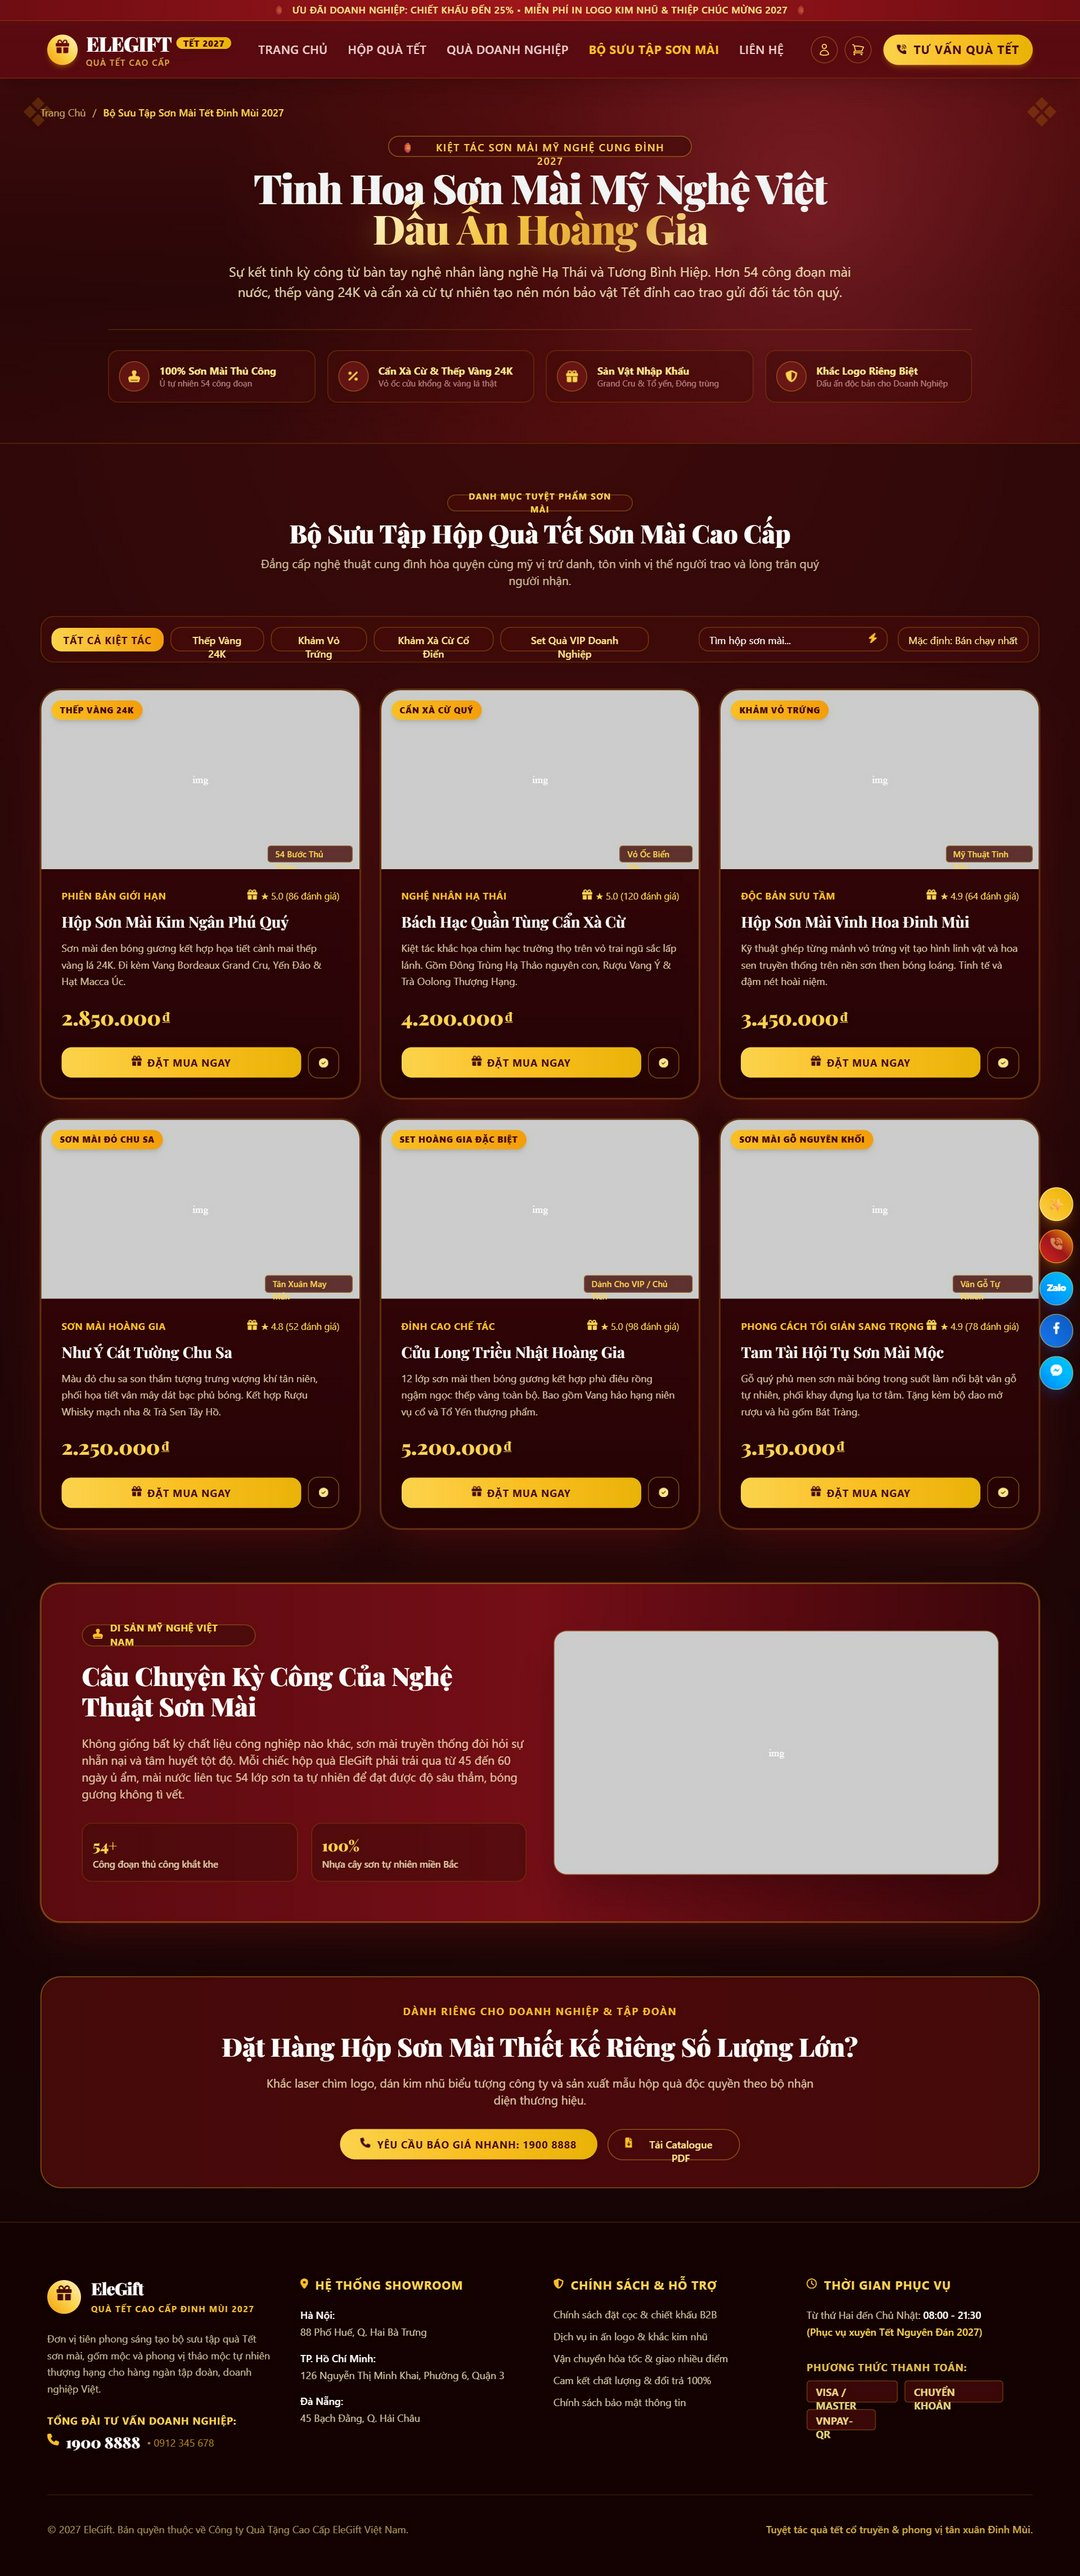 ƯU ĐÃI DOANH NGHIỆP: CHIẾT KHẤU ĐẾN 25% • MIỄN PHÍ IN LOGO KIM NHŨ & THIỆP CHÚC MỪNG 2027
ELEGIFT TẾT 2027
QUÀ TẾT CAO CẤP
TRANG CHỦ HỘP QUÀ TẾT QUÀ DOANH NGHIỆP BỘ SƯU TẬP SƠN MÀI LIÊN HỆ
TƯ VẤN QUÀ TẾT
Trang Chủ / Bộ Sưu Tập Sơn Mài Tết Đinh Mùi 2027
KIỆT TÁC SƠN MÀI MỸ NGHỆ CUNG ĐÌNH
2027
Tinh Hoa Sơn Mài Mỹ Nghệ Việt
Dấu Ấn Hoàng Gia
Sự kết tinh kỳ công từ bàn tay nghệ nhân làng nghề Hạ Thái và Tương Bình Hiệp. Hơn 54 công đoạn mài
nước, thếp vàng 24K và cẩn xà cừ tự nhiên tạo nên món bảo vật Tết đỉnh cao trao gửi đối tác tôn quý.
100% Sơn Mài Thủ Công
Ủ tự nhiên 54 công đoạn
Cẩn Xà Cừ & Thếp Vàng 24K
Vỏ ốc cửu khổng & vàng lá thật
Sản Vật Nhập Khẩu
Grand Cru & Tổ yến, Đông trùng
Khắc Logo Riêng Biệt
Dấu ấn độc bản cho Doanh Nghiệp
DANH MỤC TUYỆT PHẨM SƠN
MÀI
Bộ Sưu Tập Hộp Quà Tết Sơn Mài Cao Cấp
Đẳng cấp nghệ thuật cung đình hòa quyện cùng mỹ vị trứ danh, tôn vinh vị thế người trao và lòng trân quý
người nhận.
TẤT CẢ KIỆT TÁC
Thếp Vàng
24K
Khảm Vỏ
Trứng
Khảm Xà Cừ Cổ
Điển
Set Quà VIP Doanh
Nghiệp
Tìm hộp sơn mài...
Mặc định: Bán chạy nhất
THẾP VÀNG 24K
img
54 Bước Thủ
PHIÊN BẢN GIỚI HẠN
★ 5.0 (86 đánh giá)
Hộp Sơn Mài Kim Ngân Phú Quý
Sơn mài đen bóng gương kết hợp họa tiết cành mai thếp
vàng lá 24K. Đi kèm Vang Bordeaux Grand Cru, Yến Đảo &
Hạt Macca Úc.
2.850.000₫
ĐẶT MUA NGAY
CẨN XÀ CỪ QUÝ
img
Vỏ Ốc Biển
NGHỆ NHÂN HẠ THÁI
★ 5.0 (120 đánh giá)
Bách Hạc Quần Tùng Cẩn Xà Cừ
Kiệt tác khắc họa chim hạc trường thọ trên vỏ trai ngũ sắc lấp
lánh. Gồm Đông Trùng Hạ Thảo nguyên con, Rượu Vang Ý &
Trà Oolong Thượng Hạng.
4.200.000₫
ĐẶT MUA NGAY
KHẢM VỎ TRỨNG
img
Mỹ Thuật Tinh
ĐỘC BẢN SƯU TẦM
★ 4.9 (64 đánh giá)
Hộp Sơn Mài Vinh Hoa Đinh Mùi
Kỹ thuật ghép từng mảnh vỏ trứng vịt tạo hình linh vật và hoa
sen truyền thống trên nền sơn then bóng loáng. Tinh tế và
đậm nét hoài niệm.
3.450.000₫
ĐẶT MUA NGAY
SƠN MÀI ĐỎ CHU SA
img
Tân Xuân May
Mắn
SƠN MÀI HOÀNG GIA
★ 4.8 (52 đánh giá)
Như Ý Cát Tường Chu Sa
Màu đỏ chu sa son thắm tượng trưng vượng khí tân niên,
phối họa tiết vân mây dát bạc phủ bóng. Kết hợp Rượu
Whisky mạch nha & Trà Sen Tây Hồ.
2.250.000₫
ĐẶT MUA NGAY
SET HOÀNG GIA ĐẶC BIỆT
img
Dành Cho VIP / Chủ
Tịch
ĐỈNH CAO CHẾ TÁC
★ 5.0 (98 đánh giá)
Cửu Long Triều Nhật Hoàng Gia
12 lớp sơn mài then bóng gương kết hợp phù điêu rồng
ngậm ngọc thếp vàng toàn bộ. Bao gồm Vang hảo hạng niên
vụ cổ và Tổ Yến thượng phẩm.
5.200.000₫
ĐẶT MUA NGAY
SƠN MÀI GỖ NGUYÊN KHỐI
img
Vân Gỗ Tự
Nhiên
PHONG CÁCH TỐI GIẢN SANG TRỌNG
★ 4.9 (78 đánh giá)
Tam Tài Hội Tụ Sơn Mài Mộc
Gỗ quý phủ men sơn mài bóng trong suốt làm nổi bật vân gỗ
tự nhiên, phối khay đựng lụa tơ tằm. Tặng kèm bộ dao mở
rượu và hũ gốm Bát Tràng.
3.150.000₫
ĐẶT MUA NGAY
Zalo
DI SẢN MỸ NGHỆ VIỆT
NAM
Câu Chuyện Kỳ Công Của Nghệ
Thuật Sơn Mài
Không giống bất kỳ chất liệu công nghiệp nào khác, sơn mài truyền thống đòi hỏi sự
nhẫn nại và tâm huyết tột độ. Mỗi chiếc hộp quà EleGift phải trải qua từ 45 đến 60
ngày ủ ấm, mài nước liên tục 54 lớp sơn ta tự nhiên để đạt được độ sâu thẳm, bóng
gương không tì vết.
54+
Công đoạn thủ công khắt khe
100%
Nhựa cây sơn tự nhiên miền Bắc
img
DÀNH RIÊNG CHO DOANH NGHIỆP & TẬP ĐOÀN
Đặt Hàng Hộp Sơn Mài Thiết Kế Riêng Số Lượng Lớn?
Khắc laser chìm logo, dán kim nhũ biểu tượng công ty và sản xuất mẫu hộp quà độc quyền theo bộ nhận
diện thương hiệu.
YÊU CẦU BÁO GIÁ NHANH: 1900 8888
Tải Catalogue
PDF
EleGift
QUÀ TẾT CAO CẤP ĐINH MÙI 2027
Đơn vị tiên phong sáng tạo bộ sưu tập quà Tết
sơn mài, gốm mộc và phong vị thảo mộc tự nhiên
thượng hạng cho hàng ngàn tập đoàn, doanh
nghiệp Việt.
TỔNG ĐÀI TƯ VẤN DOANH NGHIỆP:
1900 8888 • 0912 345 678
HỆ THỐNG SHOWROOM
Hà Nội:
88 Phố Huế, Q. Hai Bà Trưng
TP. Hồ Chí Minh:
126 Nguyễn Thị Minh Khai, Phường 6, Quận 3
Đà Nẵng:
45 Bạch Đằng, Q. Hải Châu
CHÍNH SÁCH & HỖ TRỢ
Chính sách đặt cọc & chiết khấu B2B
Dịch vụ in ấn logo & khắc kim nhũ
Vận chuyển hỏa tốc & giao nhiều điểm
Cam kết chất lượng & đổi trả 100%
Chính sách bảo mật thông tin
THỜI GIAN PHỤC VỤ
Từ thứ Hai đến Chủ Nhật: 08:00 - 21:30
(Phục vụ xuyên Tết Nguyên Đán 2027)
PHƯƠNG THỨC THANH TOÁN:
VISA /
MASTER
CHUYỂN
KHOẢN
VNPAY-
QR
© 2027 EleGift. Bản quyền thuộc về Công ty Quà Tặng Cao Cấp EleGift Việt Nam.
Tuyệt tác quà tết cổ truyền & phong vị tân xuân Đinh Mùi.